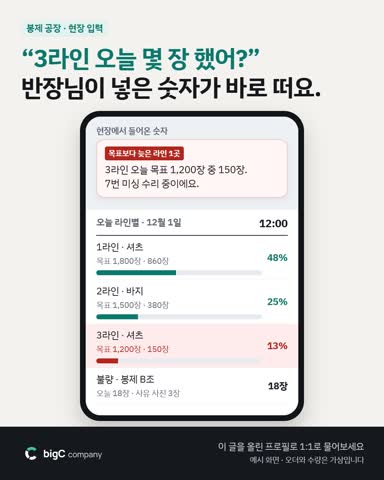 봉제 공장 · 현장 입력
“3라인 오늘 몇 장 했어?”
반장님이 넣은 숫자가 바로 떠요.
현장에서 들어온 숫자
목표보다 늦은 라인 1곳
3라인 오늘 목표 1,200장 중 150장.
7번 미싱 수리 중이에요.
오늘 라인별 · 12월 1일 12:00
1라인 · 셔츠
목표 1,800장 · 860장 48%
2라인 · 바지
목표 1,500장 · 380장 25%
3라인 · 셔츠
목표 1,200장 · 150장 13%
불량 · 봉제 B조
오늘 18장 · 사유 사진 3장 18장
bigC company
이 글을 올린 프로필로 1:1로 물어보세요
예시 화면 · 오더와 수량은 가상입니다